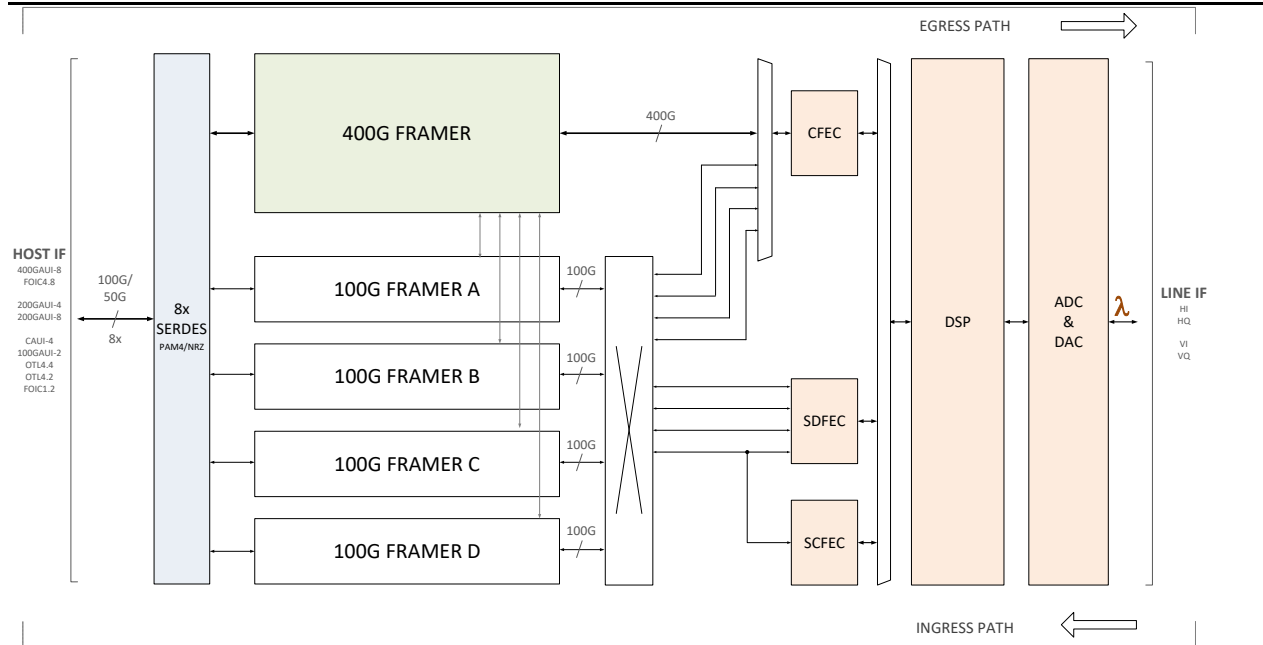 EGRESS PATH
HOST IF
400GAUI-8
FOIC4.8
200GAUI-4
200GAUI-8
CAUI-4
100GAUI-2
OTL4.4
OTL4.2
FOIC1.2
100G/
50G
8x
8x
SERDES
PAM4/NRZ
400G FRAMER
400G
100G FRAMER A
100G
100G FRAMER B
100G
100G FRAMER C
100G
100G FRAMER D
100G
CFEC
SDFEC
SCFEC
DSP
ADC
&
DAC
λ
LINE IF
HI
HQ
VI
VQ
INGRESS PATH